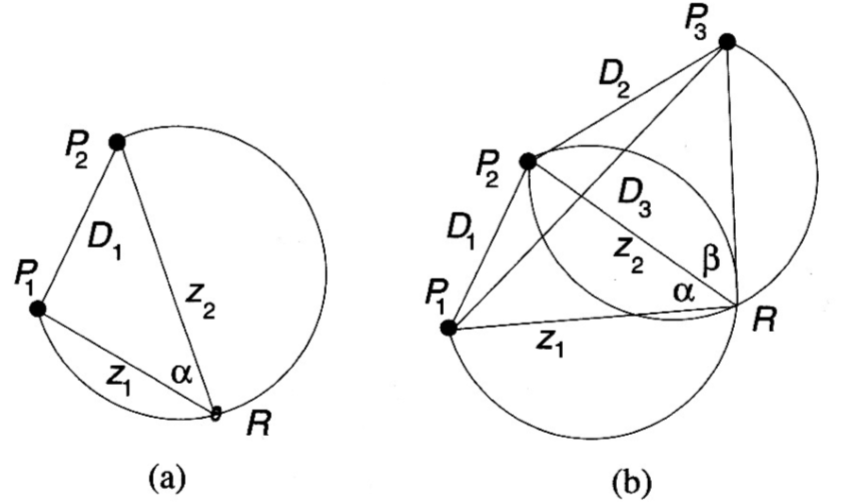 P₂
D₁
P₁
z₂
z₁
α
R
(a)
P₃
D₂
P₂
D₃
D₁
z₂
β
P₁
α
z₁
R
(b)